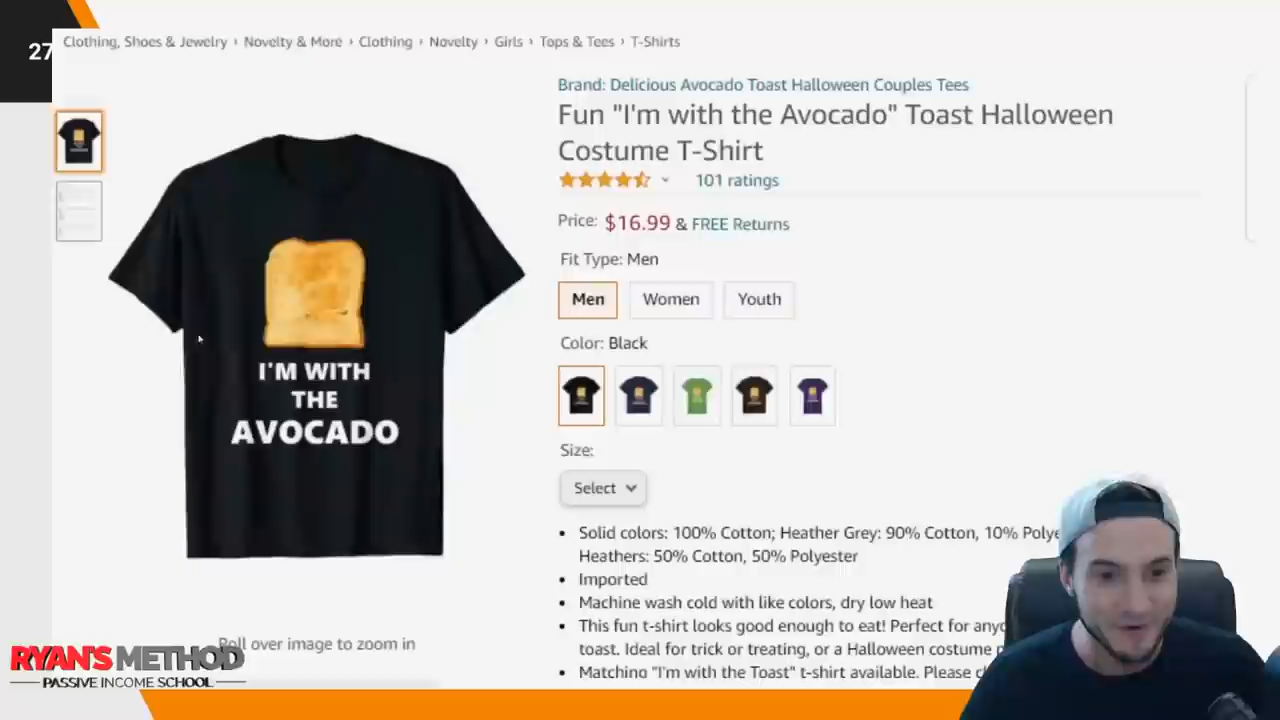 27
Clothing, Shoes & Jewelry › Novelty & More › Clothing › Novelty › Girls › Tops & Tees › T-Shirts
Brand: Delicious Avocado Toast Halloween Couples Tees
Fun "I'm with the Avocado" Toast Halloween
Costume T-Shirt
101 ratings
Price: $16.99 & FREE Returns
Fit Type: Men
Men Women Youth
Color: Black
Size:
Select
I'M WITH
THE
AVOCADO
Solid colors: 100% Cotton; Heather Grey: 90% Cotton, 10% Polye
Heathers: 50% Cotton, 50% Polyester
Imported
Machine wash cold with like colors, dry low heat
This fun t-shirt looks good enough to eat! Perfect for anyo
toast. Ideal for trick or treating, or a Halloween costume
Matching "I'm with the Toast" t-shirt available. Please
Roll over image to zoom in
RYAN'S METHOD
PASSIVE INCOME SCHOOL